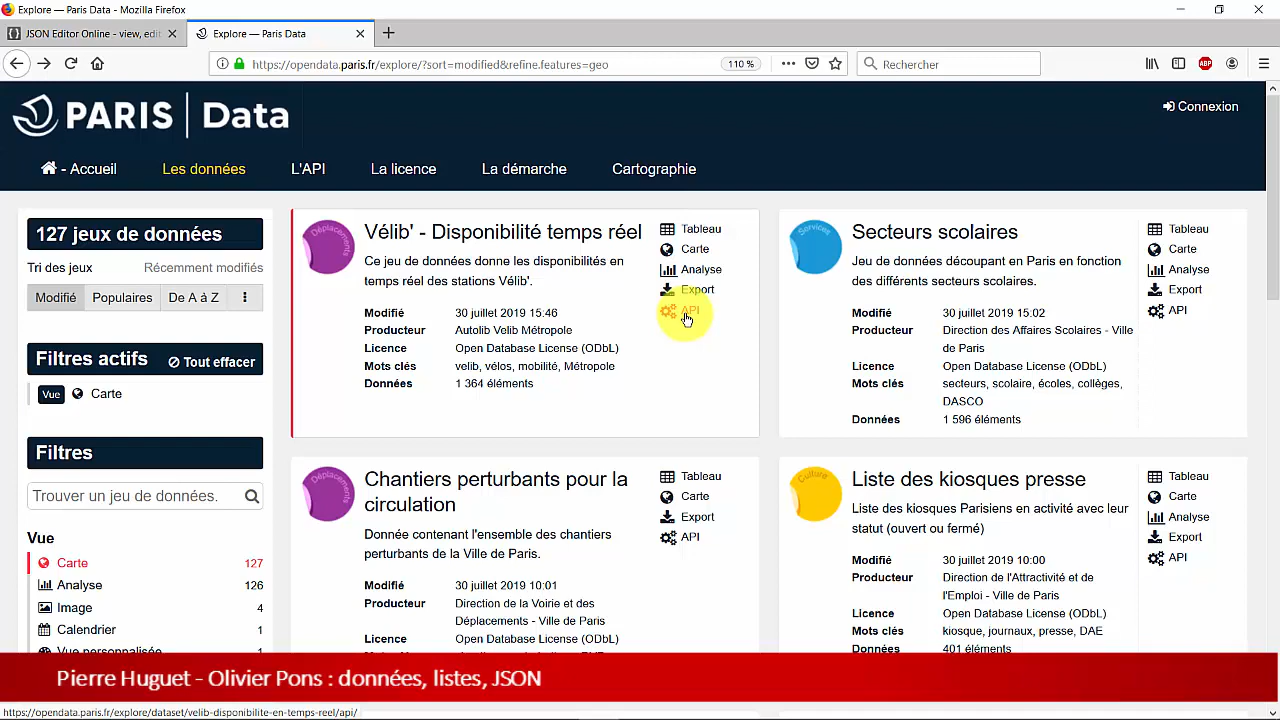 Explore — Paris Data - Mozilla Firefox
JSON Editor Online - view, edit
Explore — Paris Data
https://opendata.paris.fr/explore/?sort=modified&refine.features=geo
110 %
Rechercher
ABP
PARIS | Data
Connexion
- Accueil
Les données
L'API
La licence
La démarche
Cartographie
127 jeux de données
Tri des jeux
Récemment modifiés
Modifié
Populaires
De A à Z
Filtres actifs
Tout effacer
Vue
Carte
Filtres
Trouver un jeu de données.
Vue
Carte 127
Analyse 126
Image 4
Calendrier 1
Vue personnalisée 1
Déplacements
Vélib' - Disponibilité temps réel
Ce jeu de données donne les disponibilités en
temps réel des stations Vélib'.
Modifié 30 juillet 2019 15:46
Producteur Autolib Velib Métropole
Licence Open Database License (ODbL)
Mots clés velib, vélos, mobilité, Métropole
Données 1 364 éléments
Tableau
Carte
Analyse
Export
API
Services
Secteurs scolaires
Jeu de données découpant en Paris en fonction
des différents secteurs scolaires.
Modifié 30 juillet 2019 15:02
Producteur Direction des Affaires Scolaires - Ville
de Paris
Licence Open Database License (ODbL)
Mots clés secteurs, scolaire, écoles, collèges,
DASCO
Données 1 596 éléments
Tableau
Carte
Analyse
Export
API
Déplacements
Chantiers perturbants pour la
circulation
Donnée contenant l'ensemble des chantiers
perturbants de la Ville de Paris.
Modifié 30 juillet 2019 10:01
Producteur Direction de la Voirie et des
Déplacements - Ville de Paris
Licence Open Database License (ODbL)
Tableau
Carte
Export
API
Culture
Liste des kiosques presse
Liste des kiosques Parisiens en activité avec leur
statut (ouvert ou fermé)
Modifié 30 juillet 2019 10:00
Producteur Direction de l'Attractivité et de
l'Emploi - Ville de Paris
Licence Open Database License (ODbL)
Mots clés kiosque, journaux, presse, DAE
Données 401 éléments
Tableau
Carte
Analyse
Export
API
Pierre Huguet - Olivier Pons : données, listes, JSON
https://opendata.paris.fr/explore/dataset/velib-disponibilite-en-temps-reel/api/